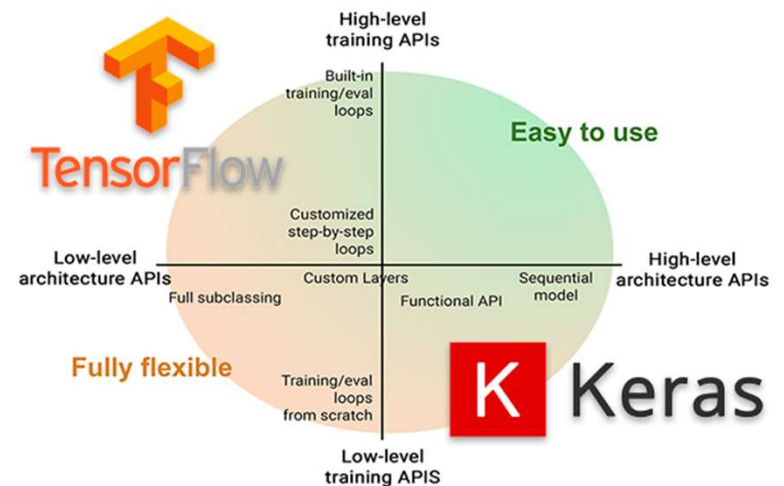 High-level
training APIs
Built-in
training/eval
loops
Easy to use
TensorFlow
Customized
step-by-step
loops
Low-level
architecture APIs
High-level
architecture APIs
Custom Layers
Sequential
model
Full subclassing
Functional API
Fully flexible
Training/eval
loops
from scratch
K Keras
Low-level
training APIS